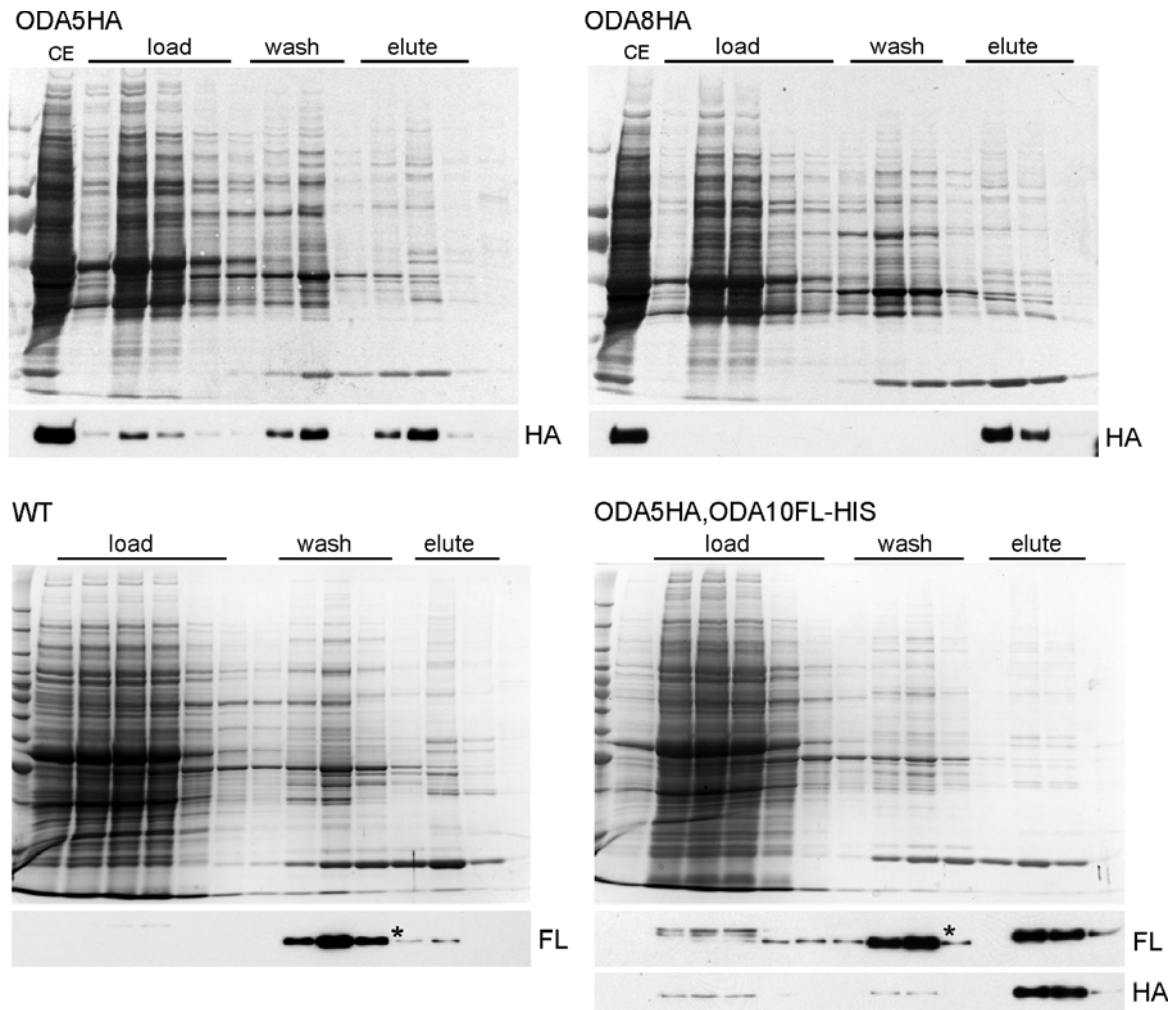 ODA5HA
CE load wash elute
HA
ODA8HA
CE load wash elute
HA
WT
load wash elute
*
FL
ODA5HA,ODA10FL-HIS
load wash elute
*
FL
HA